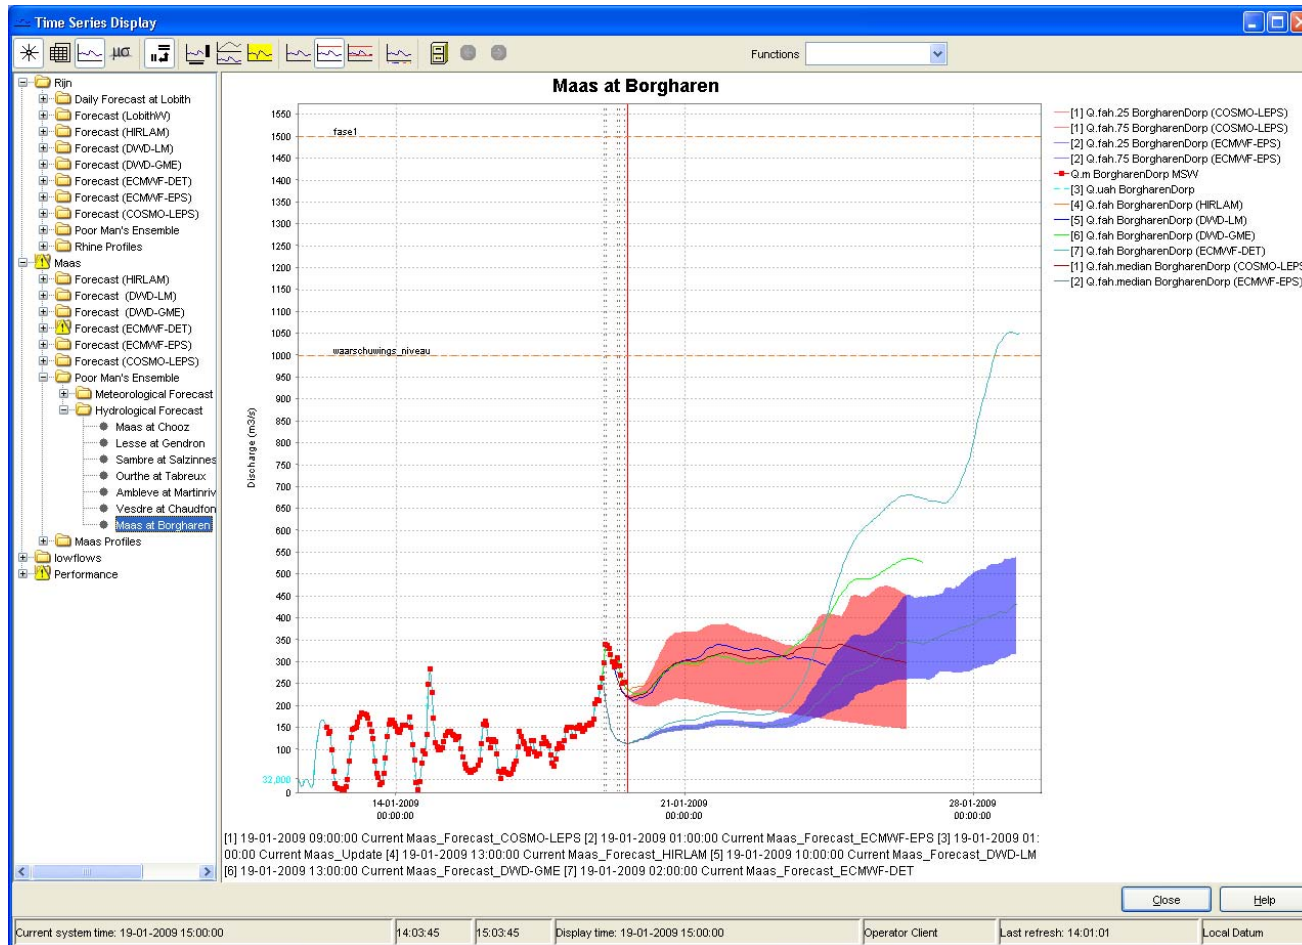 Time Series Display
μσ
Functions
Rijn
Daily Forecast at Lobith
Forecast (LobithW)
Forecast (HIRLAM)
Forecast (DWD-LM)
Forecast (DWD-GME)
Forecast (ECMWF-DET)
Forecast (ECMWF-EPS)
Forecast (COSMO-LEPS)
Poor Man's Ensemble
Rhine Profiles
Maas
Forecast (HIRLAM)
Forecast (DWD-LM)
Forecast (DWD-GME)
Forecast (ECMWF-DET)
Forecast (ECMWF-EPS)
Forecast (COSMO-LEPS)
Poor Man's Ensemble
Meteorological Forecast
Hydrological Forecast
Maas at Chooz
Lesse at Gendron
Sambre at Salzinnes
Ourthe at Tabreux
Ambleve at Martinriv
Vesdre at Chaudfon
Maas at Borgharen
Maas Profiles
lowflows
Performance
Maas at Borgharen
Discharge (m3/s)
1550
1500
1450
1400
1350
1300
1250
1200
1150
1100
1050
1000
950
900
850
800
750
700
650
600
550
500
450
400
350
300
250
200
150
100
32,000
0
fase1
waarschuwings_niveau
14-01-2009
00:00:00
21-01-2009
00:00:00
28-01-2009
00:00:00
[1] Q.fah.25 BorgharenDorp (COSMO-LEPS)
[1] Q.fah.75 BorgharenDorp (COSMO-LEPS)
[2] Q.fah.25 BorgharenDorp (ECMWF-EPS)
[2] Q.fah.75 BorgharenDorp (ECMWF-EPS)
Q.m BorgharenDorp MSW
[3] Q.uah BorgharenDorp
[4] Q.fah BorgharenDorp (HIRLAM)
[5] Q.fah BorgharenDorp (DWD-LM)
[6] Q.fah BorgharenDorp (DWD-GME)
[7] Q.fah BorgharenDorp (ECMWF-DET)
[1] Q.fah.median BorgharenDorp (COSMO-LEPS
[2] Q.fah.median BorgharenDorp (ECMWF-EPS)
[1] 19-01-2009 09:00:00 Current Maas_Forecast_COSMO-LEPS [2] 19-01-2009 01:00:00 Current Maas_Forecast_ECMWF-EPS [3] 19-01-2009 01:
00:00 Current Maas_Update [4] 19-01-2009 13:00:00 Current Maas_Forecast_HIRLAM [5] 19-01-2009 10:00:00 Current Maas_Forecast_DWD-LM
[6] 19-01-2009 13:00:00 Current Maas_Forecast_DWD-GME [7] 19-01-2009 02:00:00 Current Maas_Forecast_ECMWF-DET
Close
Help
Current system time: 19-01-2009 15:00:00
14:03:45
15:03:45
Display time: 19-01-2009 15:00:00
Operator Client
Last refresh: 14:01:01
Local Datum